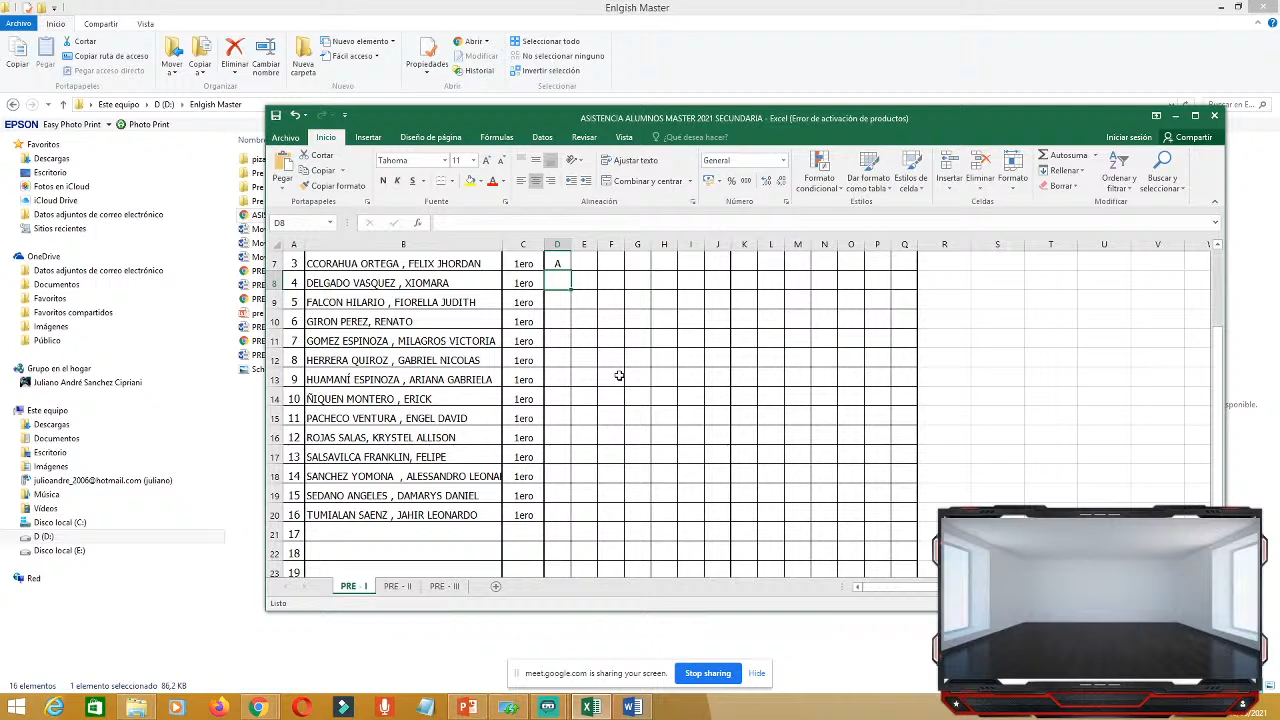 Enlgish Master
Archivo Inicio Compartir Vista
Copiar Pegar Cortar Copiar ruta de acceso Pegar acceso directo
Portapapeles
Mover a Copiar a Eliminar Cambiar nombre
Organizar
Nueva carpeta Nuevo elemento Fácil acceso
Nuevo
Propiedades Abrir Modificar Historial
Abrir
Seleccionar todo
No seleccionar ninguno
Invertir selección
Seleccionar
Este equipo D (D:) Enlgish Master
Buscar en E...
EPSON Easy Photo Print Photo Print
Favoritos
Descargas
Escritorio
Fotos en iCloud
iCloud Drive
Datos adjuntos de correo electrónico
Sitios recientes
OneDrive
Datos adjuntos de correo electrónico
Documentos
Favoritos
Favoritos compartidos
Imágenes
Público
Grupo en el hogar
Juliano André Sanchez Cipriani
Este equipo
Descargas
Documentos
Escritorio
Imágenes
julioandre_2006@hotmail.com (juliano)
Música
Vídeos
Disco local (C:)
D (D:)
Disco local (E:)
Red
16 elementos 1 elemento seleccionado 86,2 KB
ASISTENCIA ALUMNOS MASTER 2021 SECUNDARIA - Excel (Error de activación de productos)
Archivo Inicio Insertar Diseño de página Fórmulas Datos Revisar Vista ¿Qué desea hacer? Iniciar sesión Compartir
Pegar Cortar Copiar Copiar formato
Portapapeles
Tahoma 11
N K S
Fuente
Ajustar texto
Combinar y centrar
Alineación
General
% 000
Número
Formato condicional Dar formato como tabla Estilos de celda
Estilos
Insertar Eliminar Formato
Celdas
Autosuma
Rellenar
Borrar
Ordenar y filtrar Buscar y seleccionar
Modificar
D8 fx
A B C D E F G H I J K L M N O P Q R S T U V
7 3 CCORAHUA ORTEGA , FELIX JHORDAN 1ero A
8 4 DELGADO VASQUEZ , XIOMARA 1ero
9 5 FALCON HILARIO , FIORELLA JUDITH 1ero
10 6 GIRON PEREZ, RENATO 1ero
11 7 GOMEZ ESPINOZA , MILAGROS VICTORIA 1ero
12 8 HERRERA QUIROZ , GABRIEL NICOLAS 1ero
13 9 HUAMANÍ ESPINOZA , ARIANA GABRIELA 1ero
14 10 ÑIQUEN MONTERO , ERICK 1ero
15 11 PACHECO VENTURA , ENGEL DAVID 1ero
16 12 ROJAS SALAS, KRYSTEL ALLISON 1ero
17 13 SALSAVILCA FRANKLIN, FELIPE 1ero
18 14 SANCHEZ YOMONA , ALESSANDRO LEONA 1ero
19 15 SEDANO ANGELES , DAMARYS DANIEL 1ero
20 16 TUMIALAN SAENZ , JAHIR LEONARDO 1ero
21 17
22 18
23 19
PRE - I PRE - II PRE - III
Listo
meet.google.com is sharing your screen. Stop sharing Hide